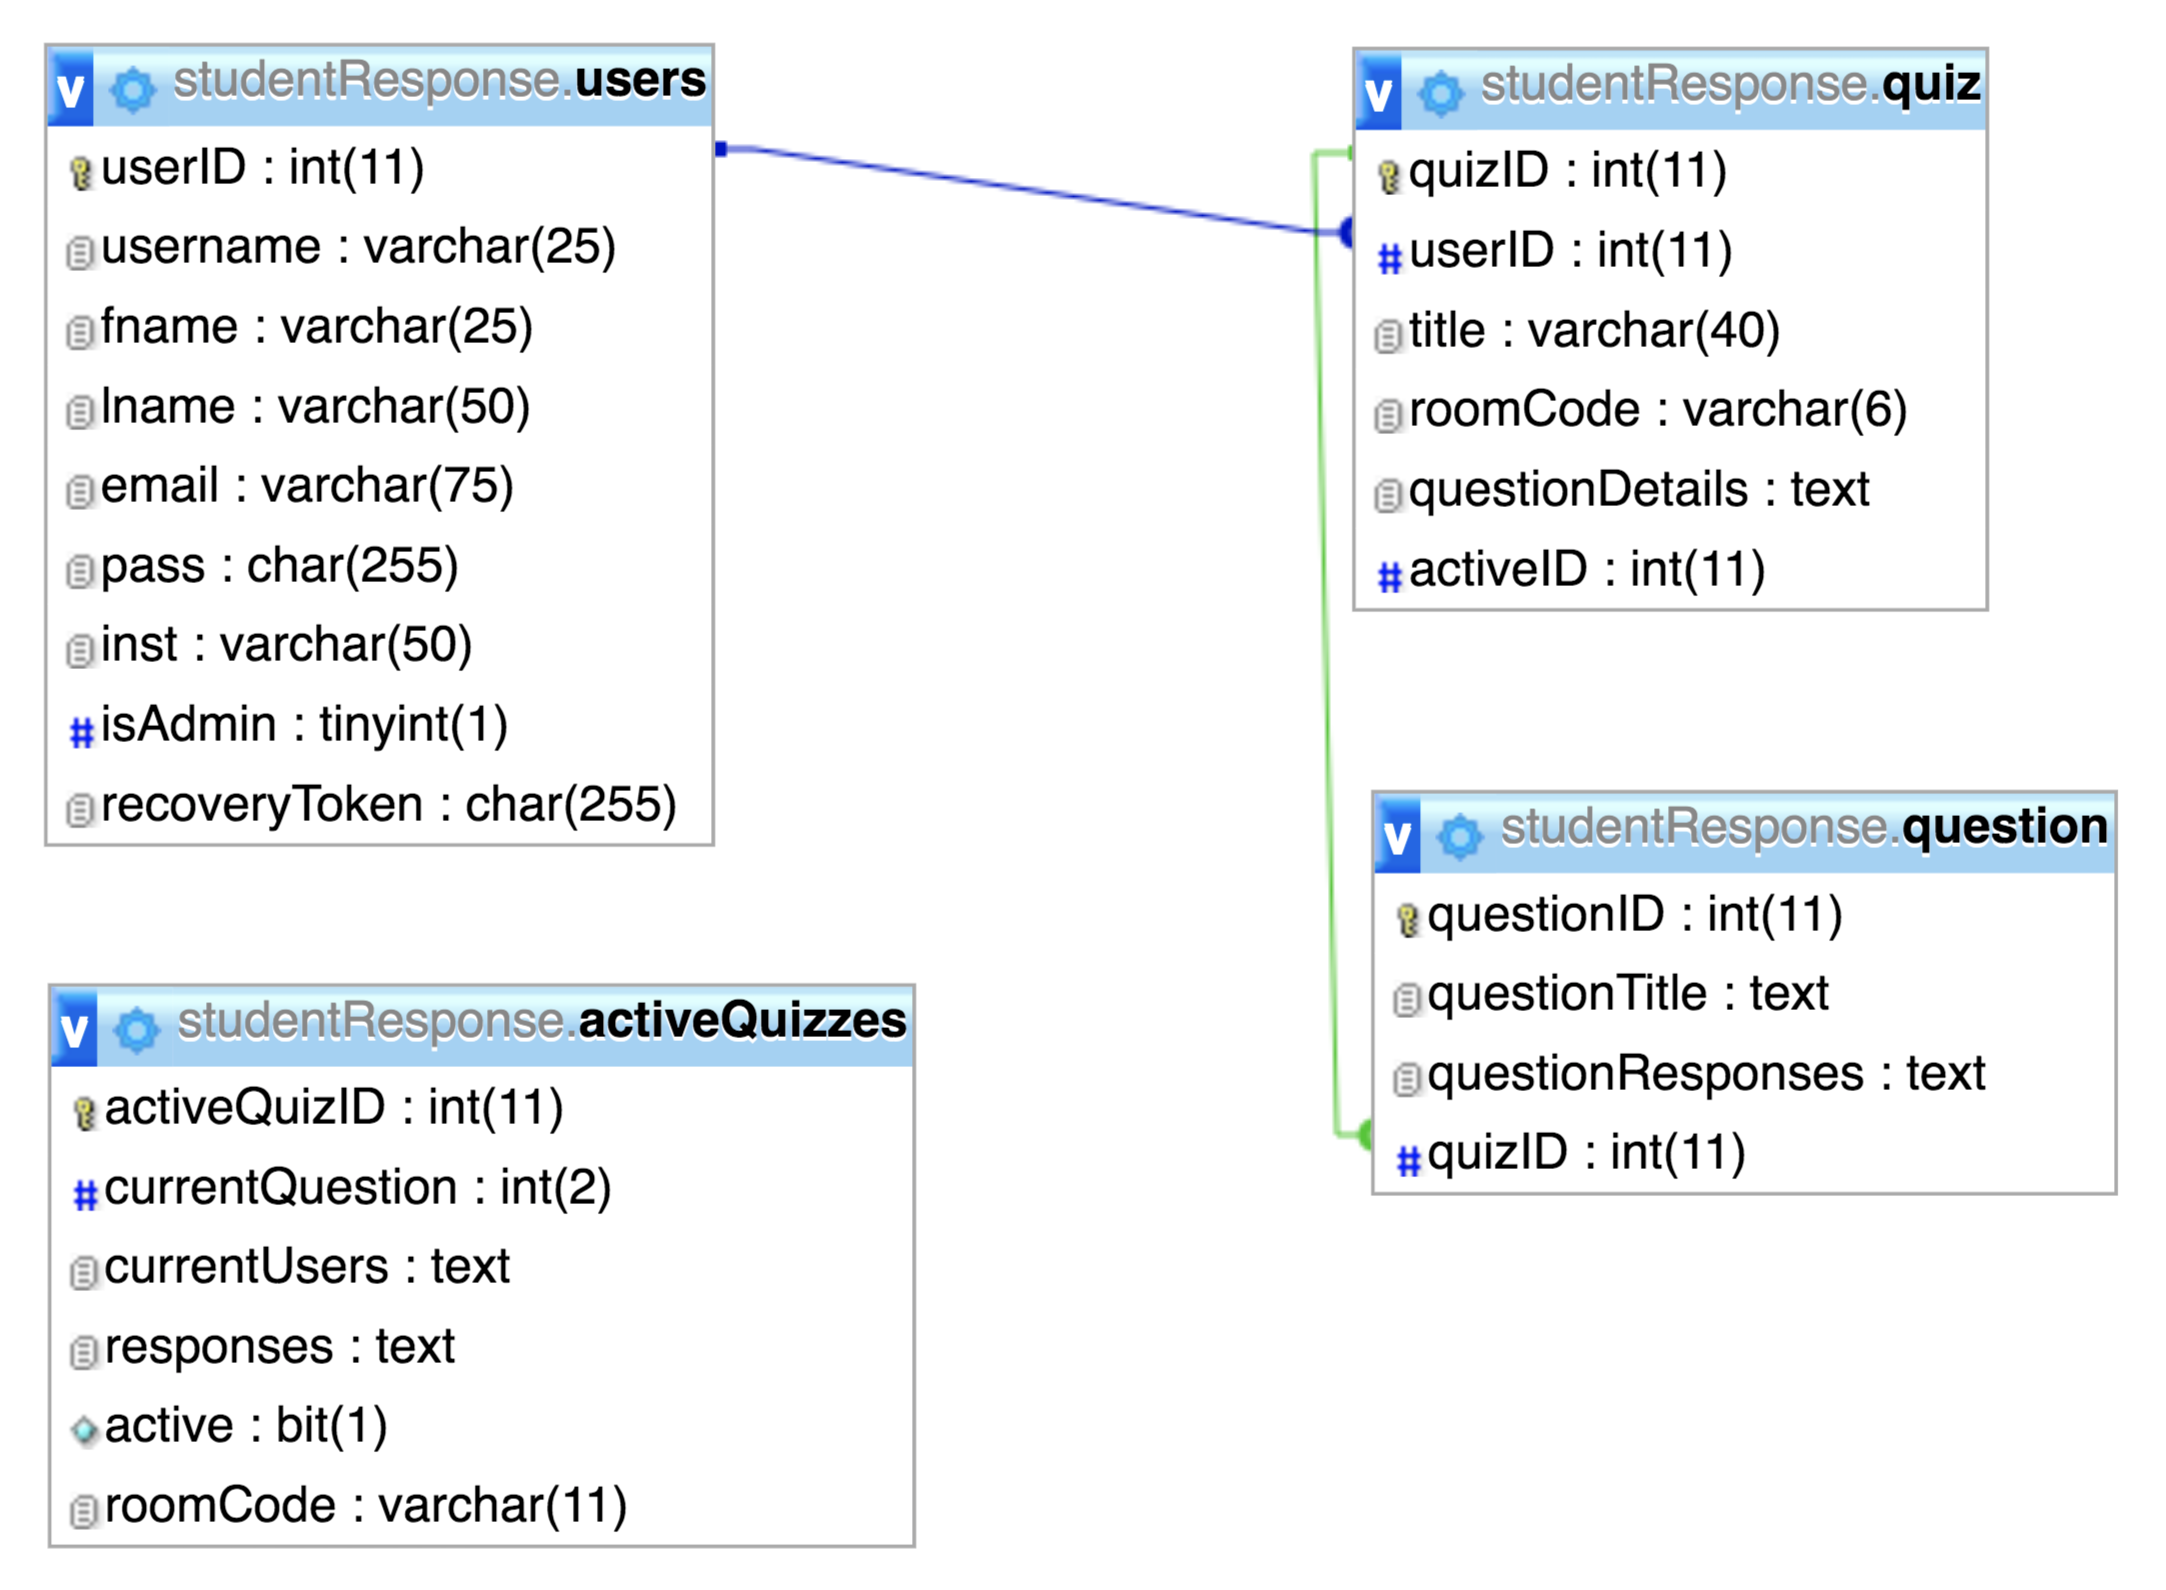 v studentResponse.users
userID : int(11)
username : varchar(25)
fname : varchar(25)
lname : varchar(50)
email : varchar(75)
pass : char(255)
inst : varchar(50)
# isAdmin : tinyint(1)
recoveryToken : char(255)
v studentResponse.quiz
quizID : int(11)
# userID : int(11)
title : varchar(40)
roomCode : varchar(6)
questionDetails : text
# activeID : int(11)
v studentResponse.question
questionID : int(11)
questionTitle : text
questionResponses : text
# quizID : int(11)
v studentResponse.activeQuizzes
activeQuizID : int(11)
# currentQuestion : int(2)
currentUsers : text
responses : text
active : bit(1)
roomCode : varchar(11)